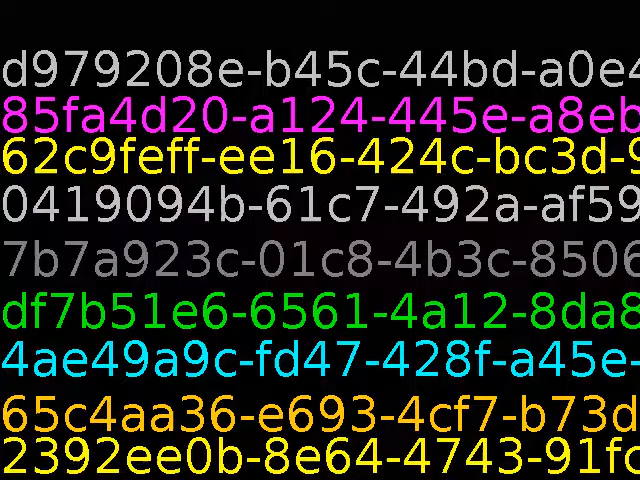 d979208e-b45c-44bd-a0e4
85fa4d20-a124-445e-a8eb
62c9feff-ee16-424c-bc3d-9
0419094b-61c7-492a-af59
7b7a923c-01c8-4b3c-8506
df7b51e6-6561-4a12-8da8
4ae49a9c-fd47-428f-a45e-
65c4aa36-e693-4cf7-b73d
2392ee0b-8e64-4743-91fc